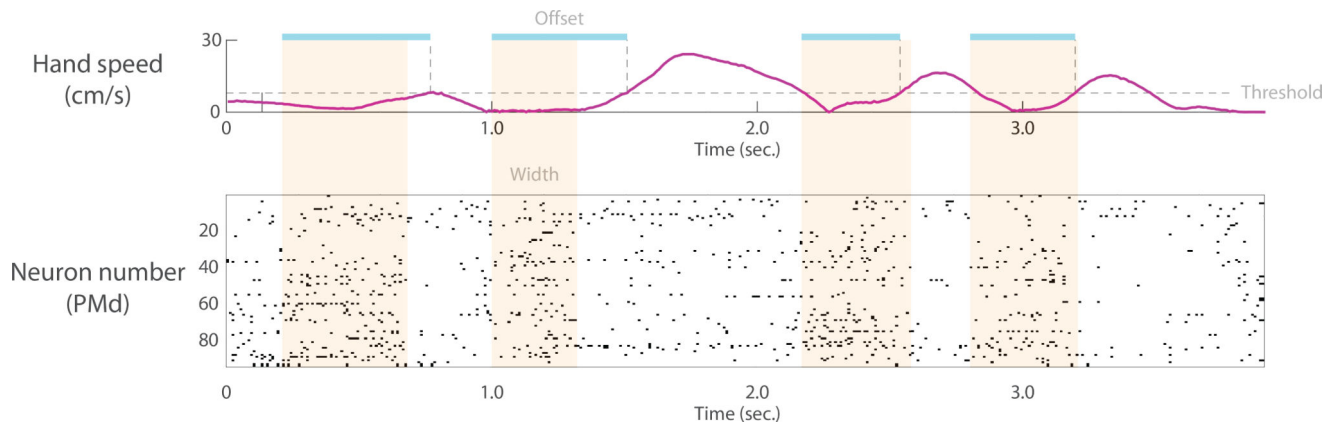 Offset
30
Hand speed
(cm/s)
Threshold
0
0 1.0 2.0 3.0
Time (sec.)
Width
20
Neuron number
(PMd)
40
60
80
0 1.0 2.0 3.0
Time (sec.)